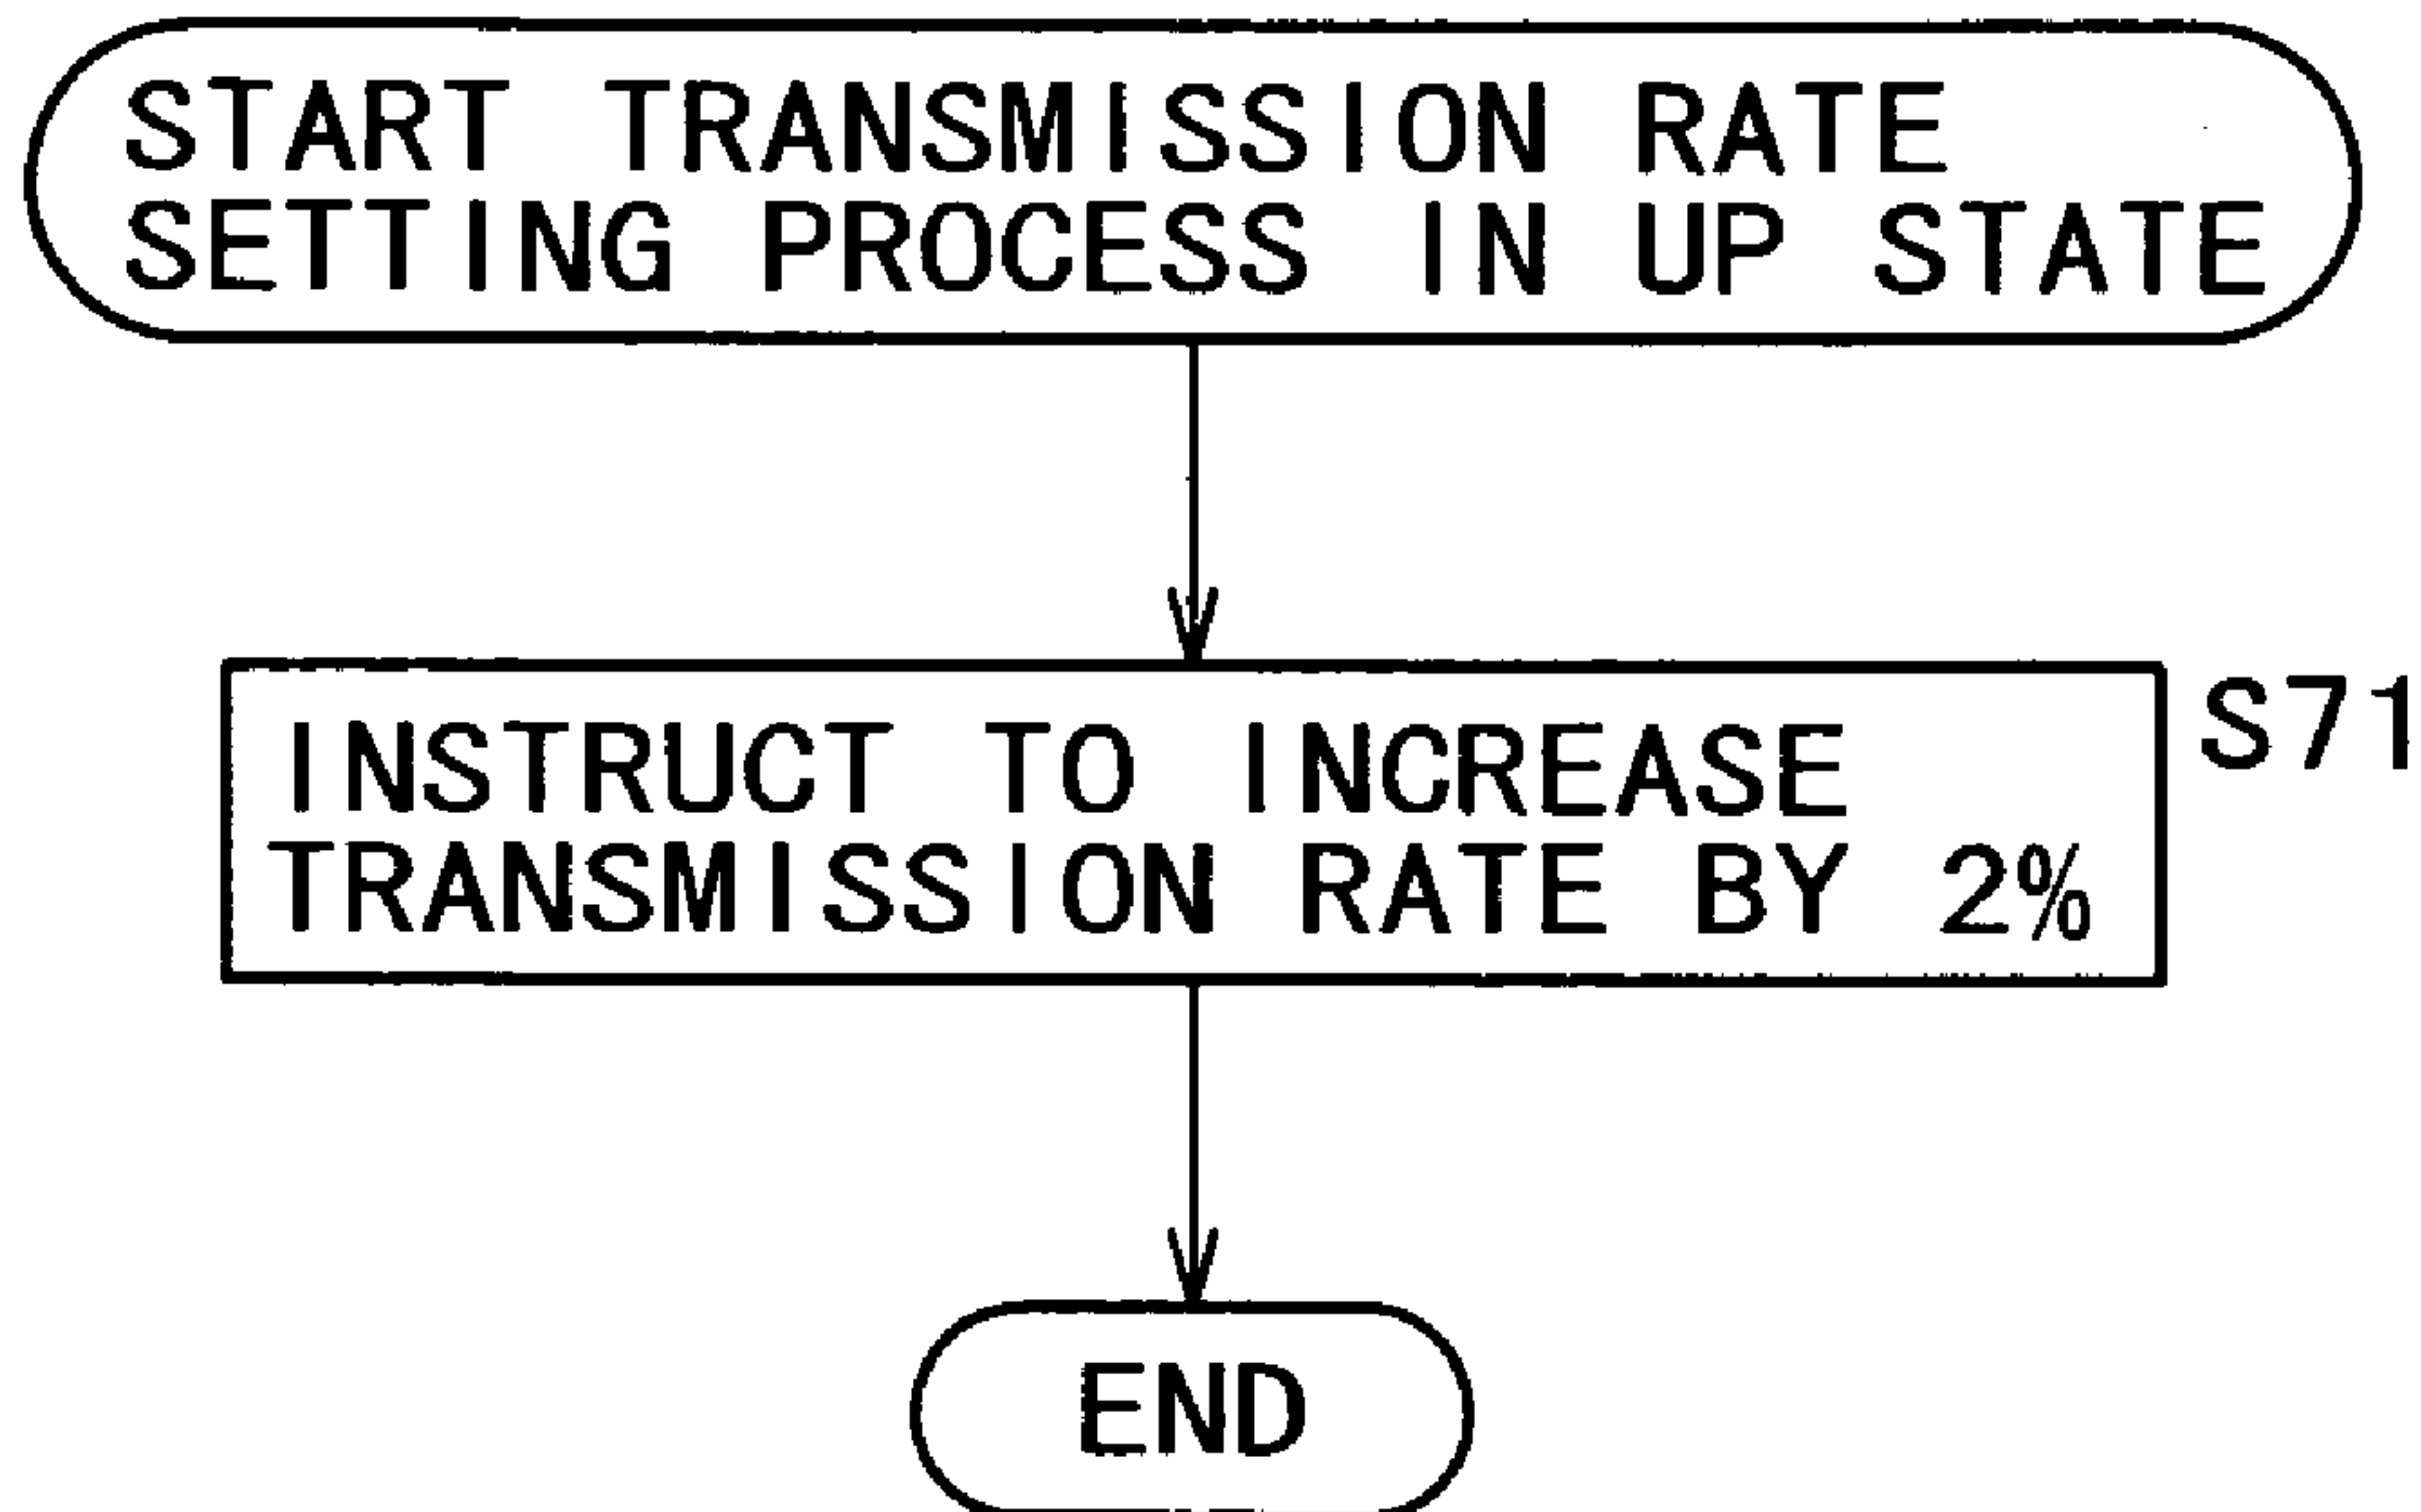 START TRANSMISSION RATE
SETTING PROCESS IN UP STATE
INSTRUCT TO INCREASE
TRANSMISSION RATE BY 2%
S71
END